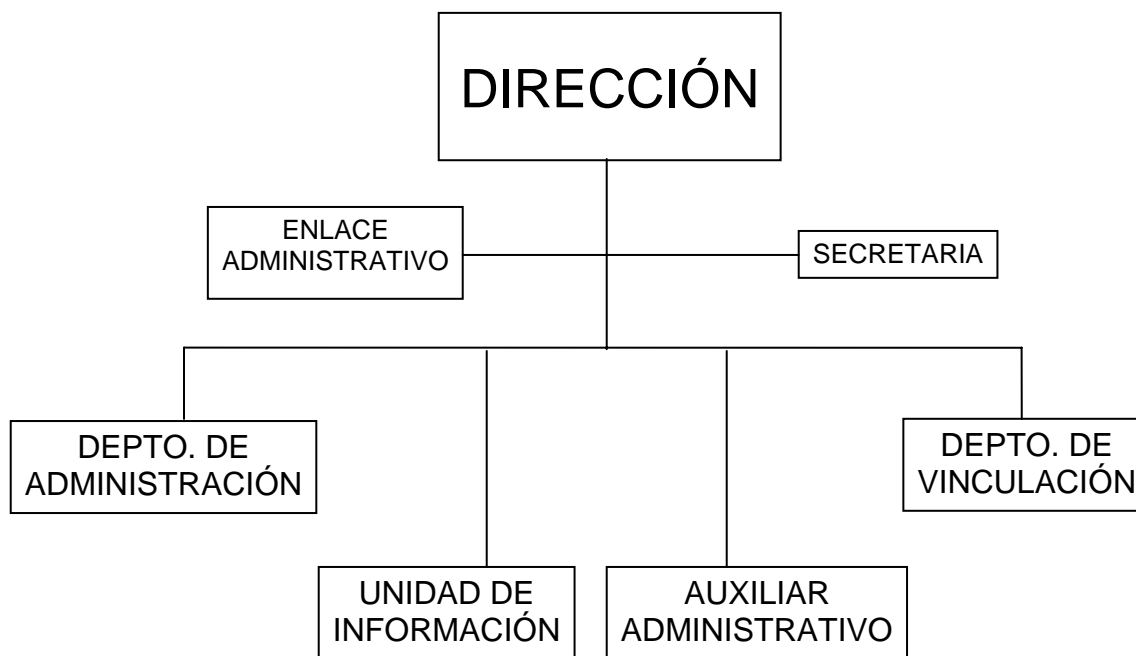 DIRECCIÓN
ENLACE
ADMINISTRATIVO
SECRETARIA
DEPTO. DE
ADMINISTRACIÓN
DEPTO. DE
VINCULACIÓN
UNIDAD DE
INFORMACIÓN
AUXILIAR
ADMINISTRATIVO